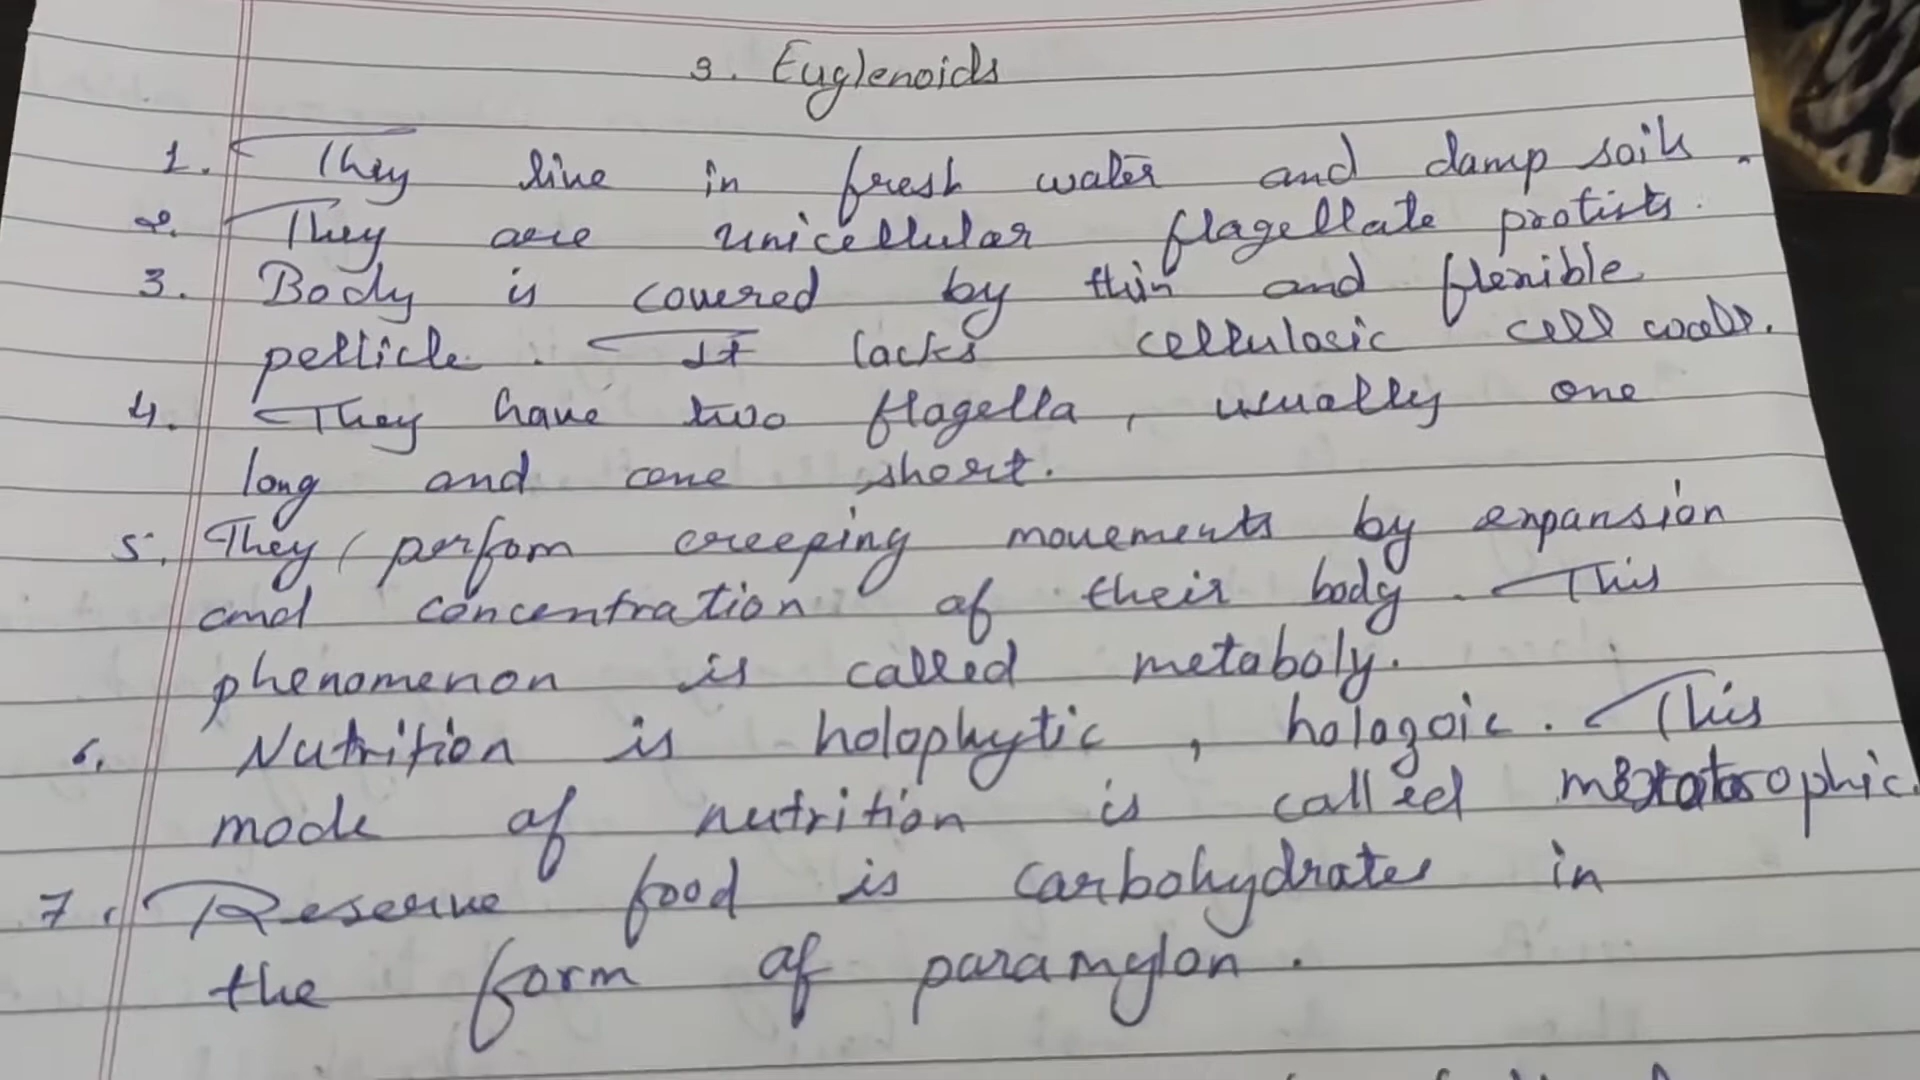 3. Euglenoids
1. They live in fresh water and damp soils.
2. They are unicellular flagellate protists.
3. Body is covered by thin and flexible
pellicle. It lacks cellulosic cell walls.
4. They have two flagella, usually one
long and one short.
5. They perfom creeping movements by expansion
and concentration of their body. This
phenomenon is called metaboly.
6. Nutrition is holophytic, holozoic. This
mode of nutrition is called
7. Reserve food is carbohydrates in
the form of paramylon.